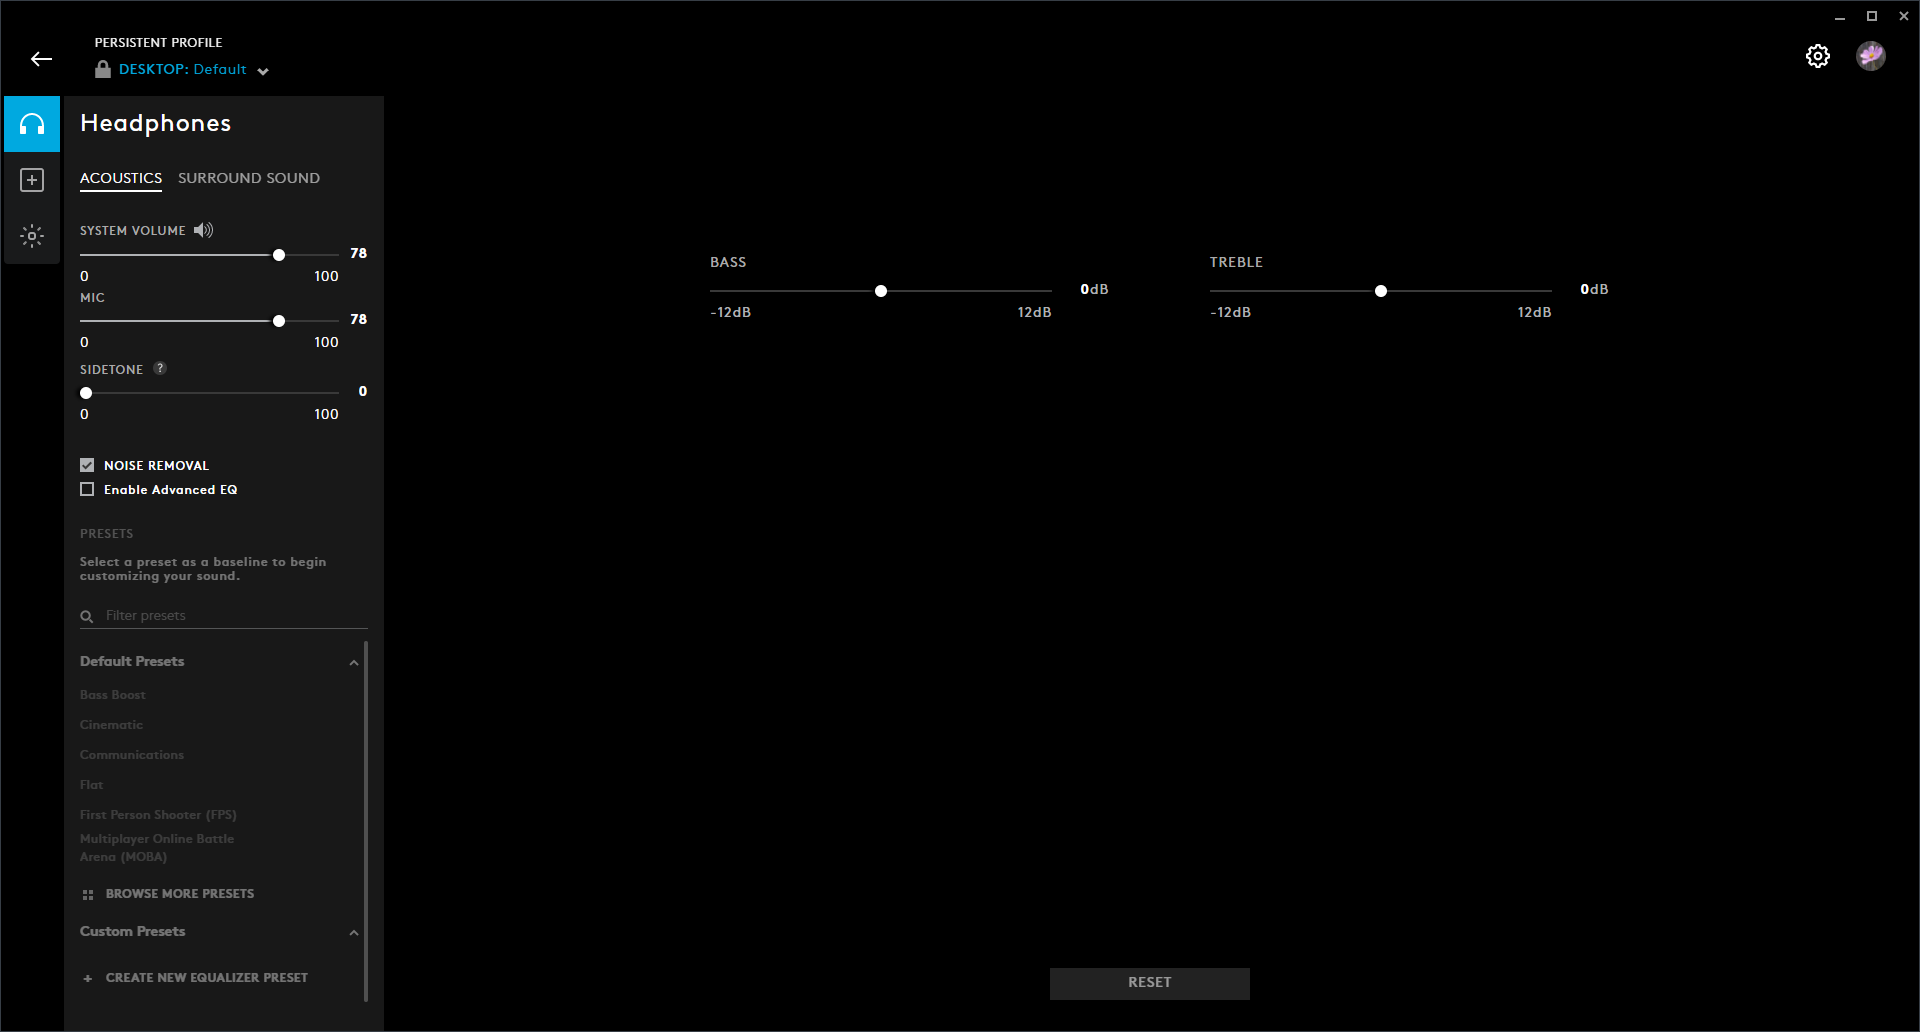 PERSISTENT PROFILE
DESKTOP: Default
Headphones
ACOUSTICS SURROUND SOUND
SYSTEM VOLUME
78
0 100
MIC
78
0 100
SIDETONE ?
0
0 100
NOISE REMOVAL
Enable Advanced EQ
PRESETS
Select a preset as a baseline to begin
customizing your sound.
Filter presets
Default Presets
Bass Boost
Cinematic
Communications
Flat
First Person Shooter (FPS)
Multiplayer Online Battle
Arena (MOBA)
BROWSE MORE PRESETS
Custom Presets
+ CREATE NEW EQUALIZER PRESET
BASS
0dB
-12dB 12dB
TREBLE
0dB
-12dB 12dB
RESET